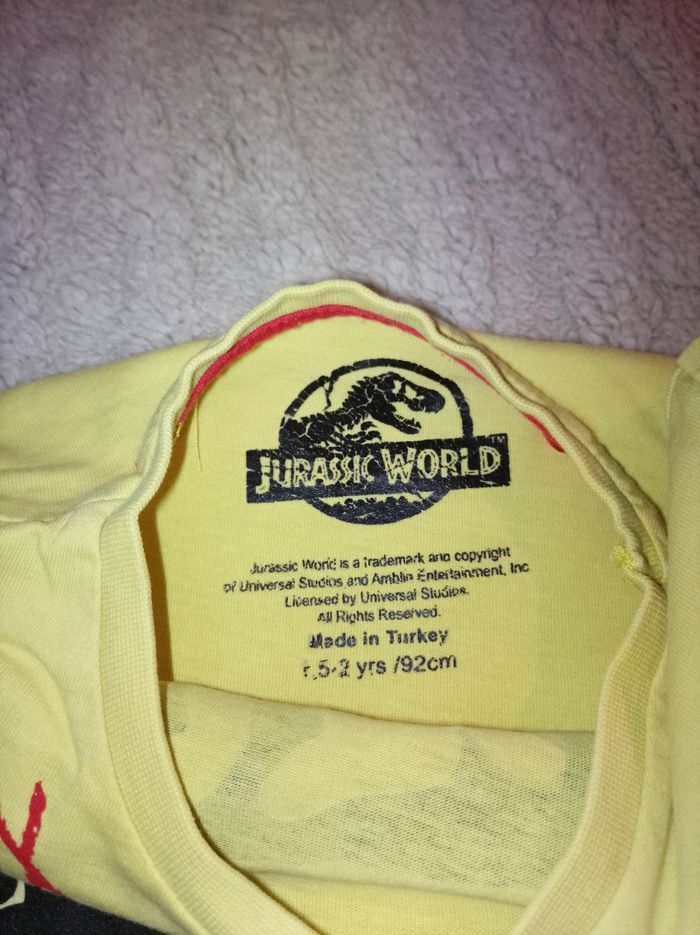 JURASSIC WORLD™
Jurassic World is a trademark and copyright
of Universal Studios and Amblin Entertainment, Inc
Licensed by Universal Studios.
All Rights Reserved.
Made in Turkey
yrs /92cm